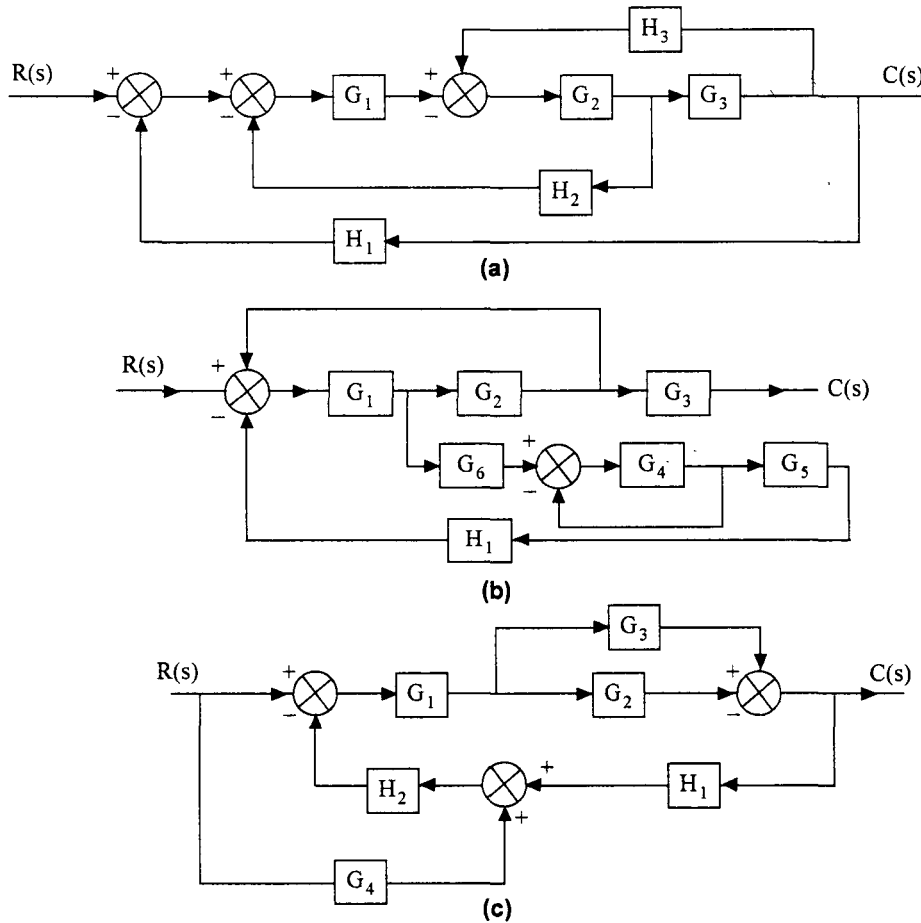 H₃
R(s) + − + − G₁ + − G₂ G₃ C(s)
H₂
H₁
(a)
R(s) + − G₁ G₂ G₃ C(s)
G₆ + − G₄ G₅
H₁
(b)
G₃
R(s) + − G₁ G₂ + − C(s)
H₂ + + H₁
G₄
(c)